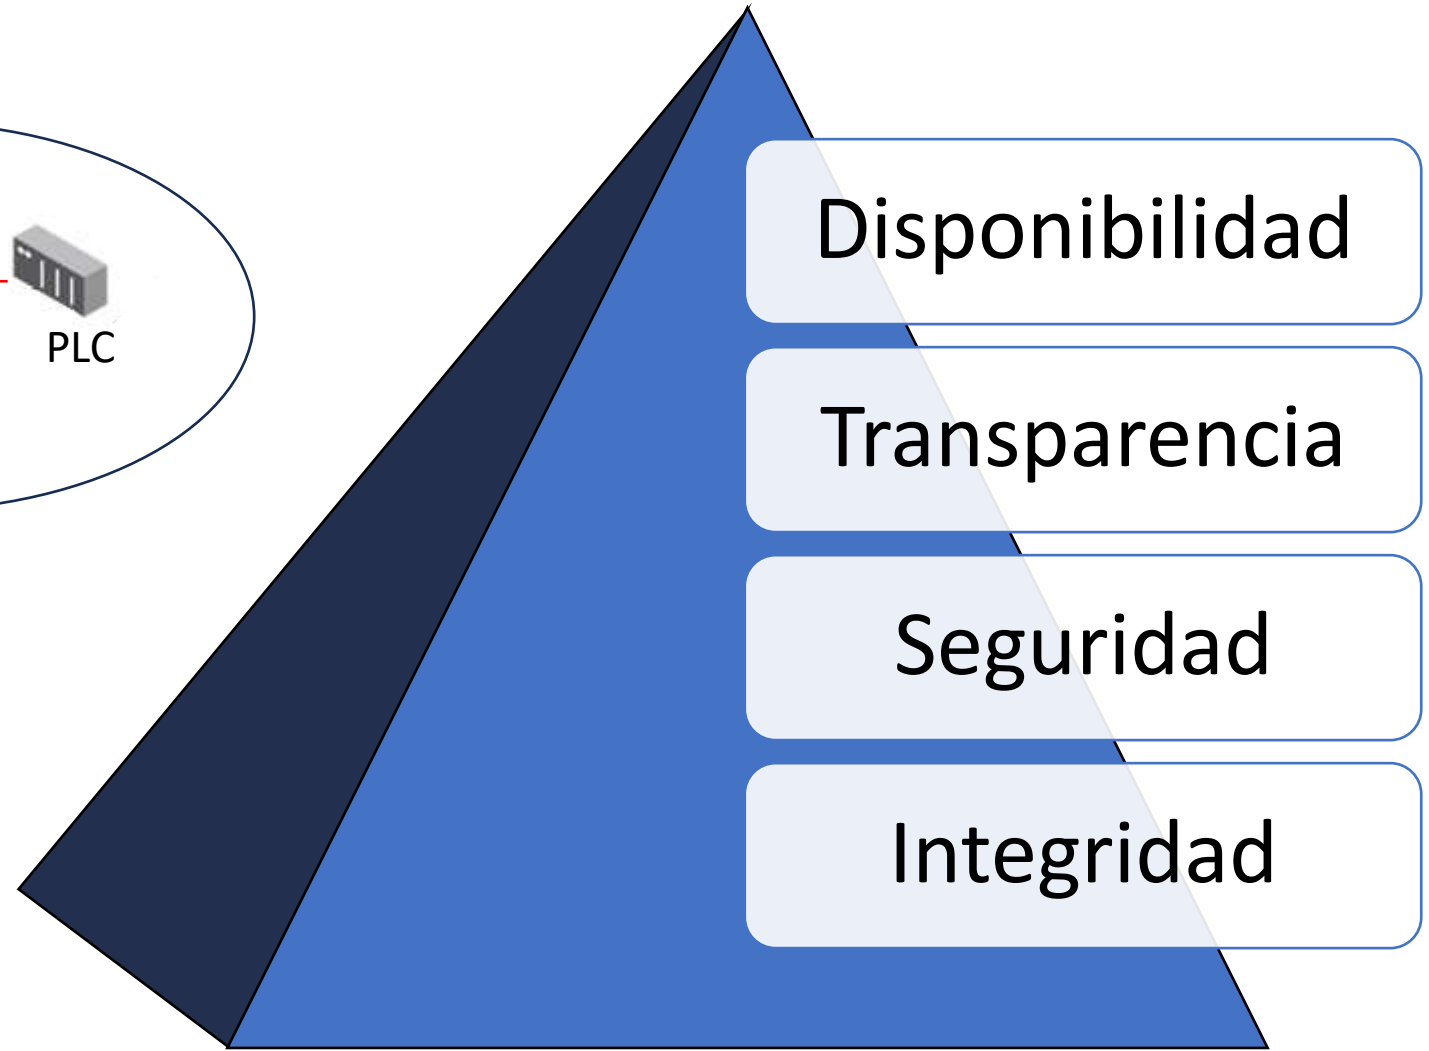 PLC
Disponibilidad
Transparencia
Seguridad
Integridad